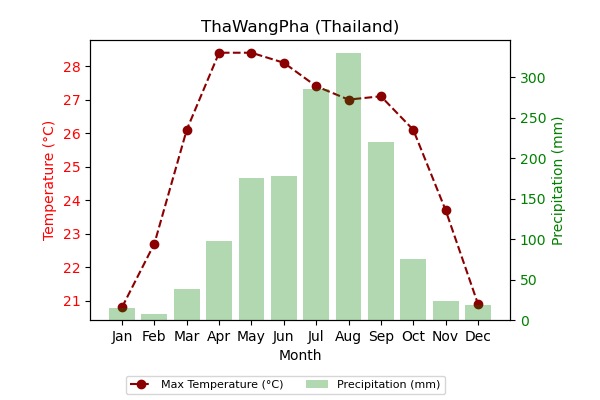 ThaWangPha (Thailand)
28
27
26
25
24
23
22
21
Temperature (°C)
300
250
200
150
100
50
0
Precipitation (mm)
Jan Feb Mar Apr May Jun Jul Aug Sep Oct Nov Dec
Month
Max Temperature (°C) Precipitation (mm)